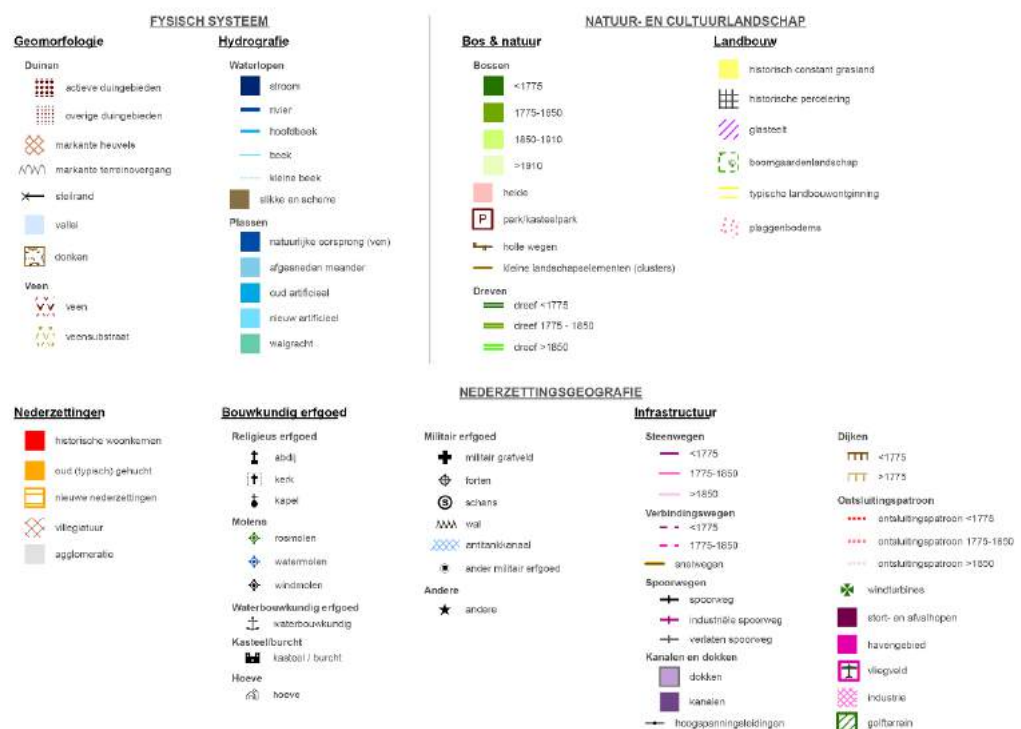 FYSISCH SYSTEEM
Geomorfologie
Duinen
actieve duingebieden
overige duingebieden
markante heuvels
markante terreinovergang
steilrand
vallei
donken
Veen
veen
veensubstraat
Hydrografie
Waterlopen
stroom
rivier
hoofdbeek
beek
kleine beek
slikke en schorre
Plassen
natuurlijke oorsprong (ven)
afgesneden meander
oud artificieel
nieuw artificieel
walgracht
NATUUR- EN CULTUURLANDSCHAP
Bos & natuur
Bossen
<1775
1775-1850
1850-1910
>1910
heide
P
park/kasteelpark
holle wegen
kleine landschapselementen (clusters)
Dreven
dreef <1775
dreef 1775 - 1850
dreef >1850
Landbouw
historisch constant grasland
historische percelering
glasteelt
boomgaardenlandschap
typische landbouwontginning
plaggenbodems
NEDERZETTINGSGEOGRAFIE
Nederzettingen
historische woonkernen
oud (typisch) gehucht
nieuwe nederzettingen
villegiatuur
agglomeratie
Bouwkundig erfgoed
Religieus erfgoed
abdij
kerk
kapel
Molens
rosmolen
watermolen
windmolen
Waterbouwkundig erfgoed
waterbouwkundig
Kasteel/burcht
kasteel / burcht
Hoeve
hoeve
Militair erfgoed
militair grafveld
forten
S
schans
wal
antitankkanaal
ander militair erfgoed
Andere
andere
Infrastructuur
Steenwegen
<1775
1775-1850
>1850
Verbindingswegen
<1775
1775-1850
snelwegen
Spoorwegen
spoorweg
industriële spoorweg
verlaten spoorweg
Kanalen en dokken
dokken
kanalen
hoogspanningsleidingen
Dijken
<1775
>1775
Ontsluitingspatroon
ontsluitingspatroon <1775
ontsluitingspatroon 1775-1850
ontsluitingspatroon >1850
windturbines
stort- en afvalhopen
havengebied
vliegveld
industrie
golfterrein